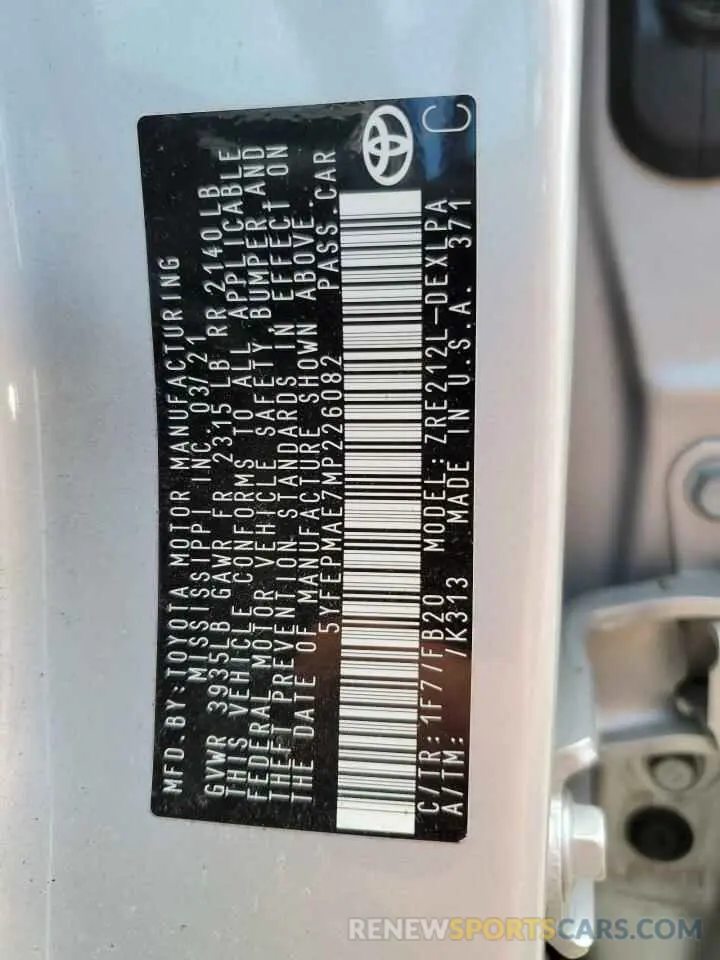 MFD. BY: TOYOTA MOTOR MANUFACTURING
MISSISSIPPI INC. 03/21
GVWR 3935LB GAWR FR 2315 LB RR 2140LB
THIS VEHICLE CONFORMS TO ALL APPLICABLE
FEDERAL MOTOR VEHICLE SAFETY, BUMPER AND
THEFT PREVENTION STANDARDS IN EFFECT ON
THE DATE OF MANUFACTURE SHOWN ABOVE.
5YFEPMAE7MP226082 PASS. CAR
C/TR: 1F7/FB20 MODEL: ZRE212L-DEXLPA
A/TM: /K313 MADE IN U.S.A. 371
C
RENEWSPORTSCARS.COM